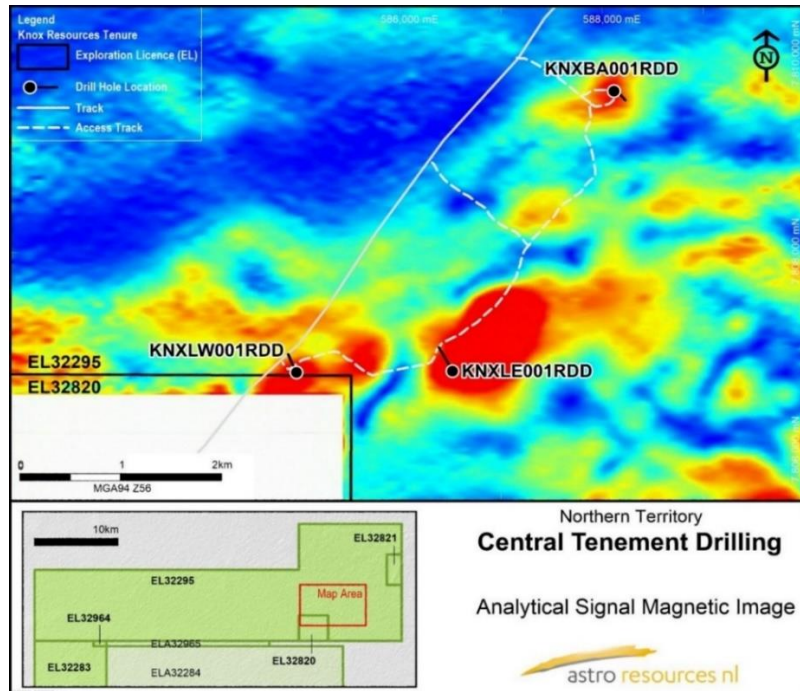 Legend
Knox Resources Tenure
Exploration Licence (EL)
Drill Hole Location
Track
Access Track
586,000 mE
588,000 mE
N
KNXBA001RDD
KNXLW001RDD
KNXLE001RDD
EL32295
EL32820
0 1 2km
MGA94 Z56
10km
EL32821
EL32295
Map Area
EL32964
ELA32965
EL32283
ELA32284
EL32820
Northern Territory
Central Tenement Drilling
Analytical Signal Magnetic Image
astro resources nl